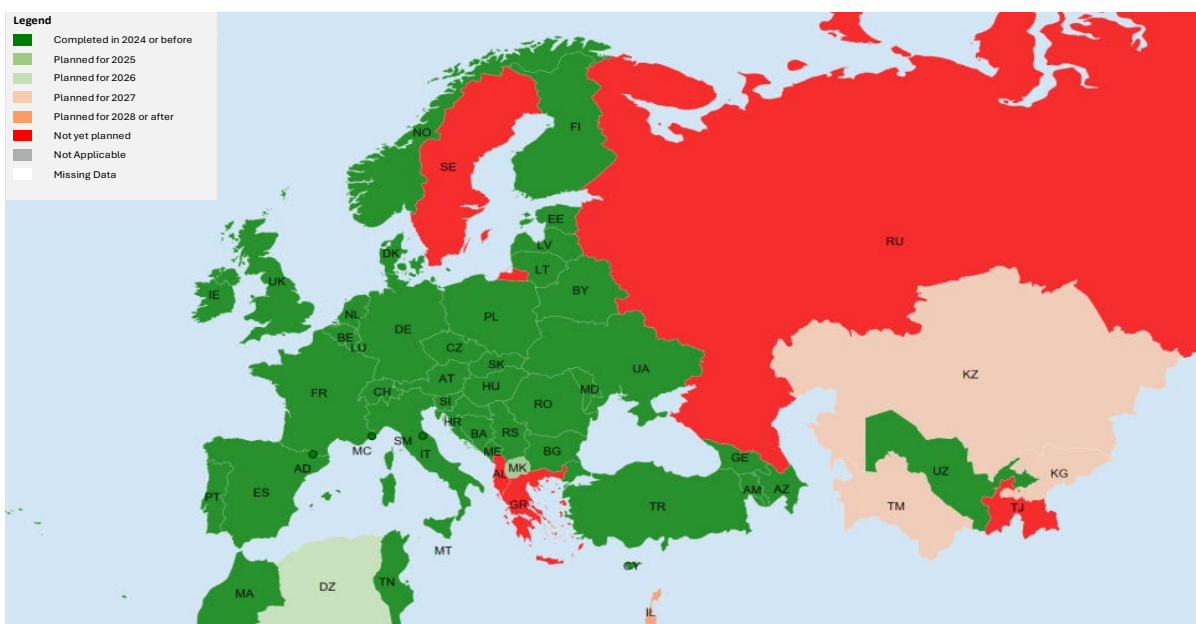 Legend
Completed in 2024 or before
Planned for 2025
Planned for 2026
Planned for 2027
Planned for 2028 or after
Not yet planned
Not Applicable
Missing Data
NO
FI
SE
RU
EE
LV
DK
LT
UK
BY
IE
NL
PL
DE
BE
LU
CZ
SK
UA
KZ
AT
HU
MD
FR
CH
SI
RO
HR
BA
RS
SM
MC
IT
ME
BG
GE
AD
MK
AL
UZ
KG
PT
ES
AM
AZ
TR
GR
TM
TJ
MT
CY
DZ
TN
MA
IL